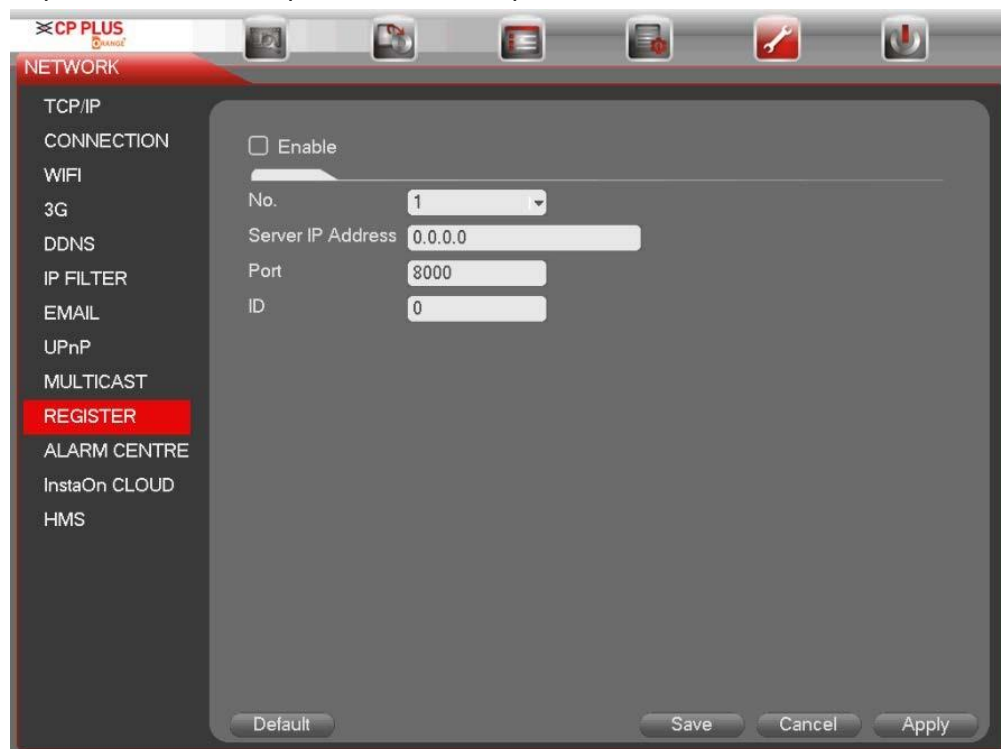 CP PLUS
ORANGE
NETWORK
TCP/IP
CONNECTION
WIFI
3G
DDNS
IP FILTER
EMAIL
UPnP
MULTICAST
REGISTER
ALARM CENTRE
InstaOn CLOUD
HMS
Enable
No. 1
Server IP Address 0.0.0.0
Port 8000
ID 0
Default Save Cancel Apply